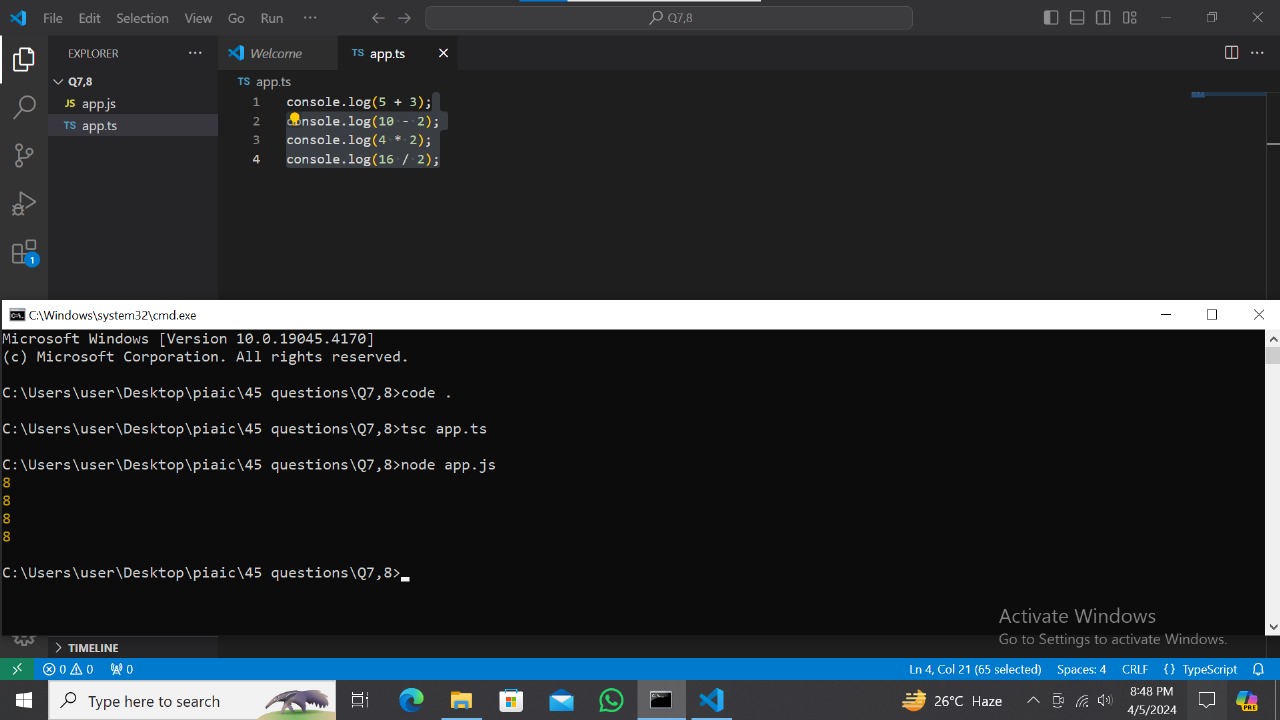 File Edit Selection View Go Run ··· Q7,8
EXPLORER ···
Welcome
TS app.ts
Q7,8
JS app.js
TS app.ts
TS app.ts
1 console.log(5 + 3);
2 console.log(10 - 2);
3 console.log(4 * 2);
4 console.log(16 / 2);
1
C:\Windows\system32\cmd.exe
Microsoft Windows [Version 10.0.19045.4170]
(c) Microsoft Corporation. All rights reserved.
C:\Users\user\Desktop\piaic\45 questions\Q7,8>code .
C:\Users\user\Desktop\piaic\45 questions\Q7,8>tsc app.ts
C:\Users\user\Desktop\piaic\45 questions\Q7,8>node app.js
8
8
8
8
C:\Users\user\Desktop\piaic\45 questions\Q7,8>
Activate Windows
Go to Settings to activate Windows.
TIMELINE
0 0 0 Ln 4, Col 21 (65 selected) Spaces: 4 CRLF {} TypeScript
Type here to search
26°C Haze
8:48 PM
4/5/2024
PRE